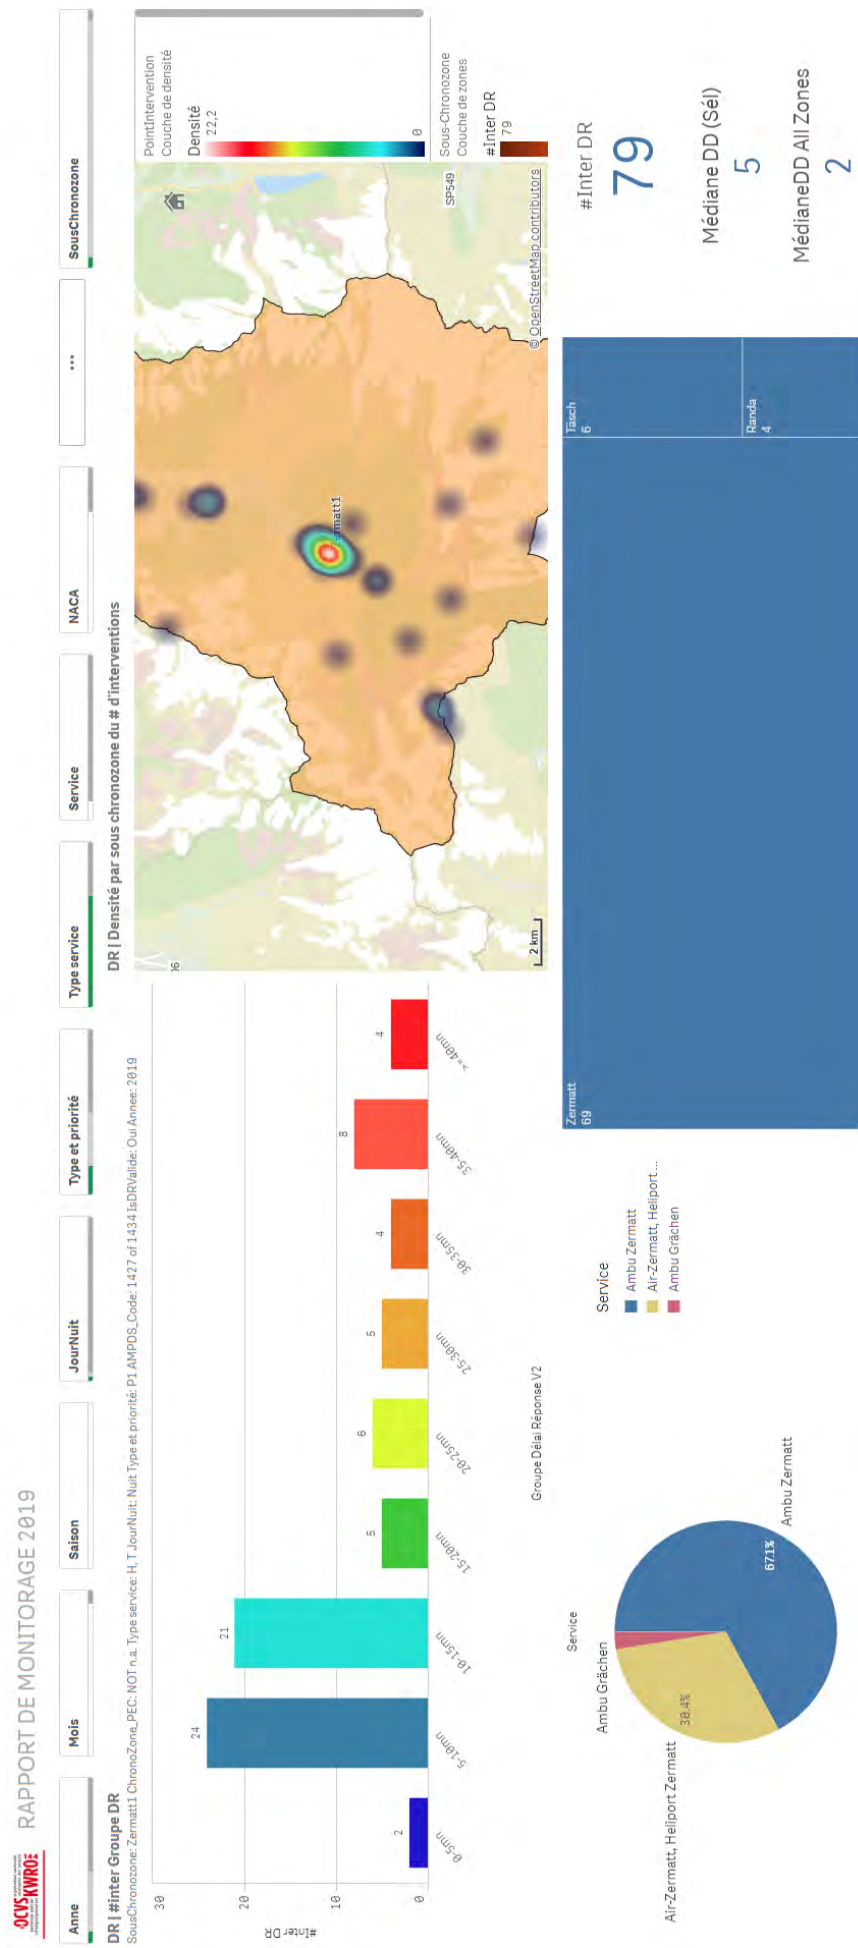 OCVS
KWRO
RAPPORT DE MONITORAGE 2019
Anne
Mois
Saison
JourNuit
Type et priorité
Type service
Service
NACA
...
SousChronozone
DR | #inter Groupe DR
SousChronozone: Zermatt1 ChronoZone_PEC: NOT n.a. Type service: H, T JourNuit: Nuit Type et priorité: P1 AMPDS_Code: 1427 of 1434 IsDRValide: Oui Annee: 2019
#Inter DR
30
20
10
0
2
24
21
5
6
5
4
8
4
0-5mn
5-10mn
10-15mn
15-20mn
20-25mn
25-30mn
30-35mn
35-40mn
>=40mn
Groupe Délai Réponse V2
DR | Densité par sous chronozone du # d'interventions
2 km
© OpenStreetMap contributors
SP549
PointIntervention
Couche de densité
Densité
22,2
0
Sous-Chronozone
Couche de zones
#Inter DR
79
Service
Ambu Grächen
Air-Zermatt, Heliport Zermatt
30.4%
67.1%
Ambu Zermatt
Service
Ambu Zermatt
Air-Zermatt, Heliport...
Ambu Grächen
Zermatt
69
Täsch
6
Randa
4
#Inter DR
79
Médiane DD (Sél)
5
MédianeDD All Zones
2